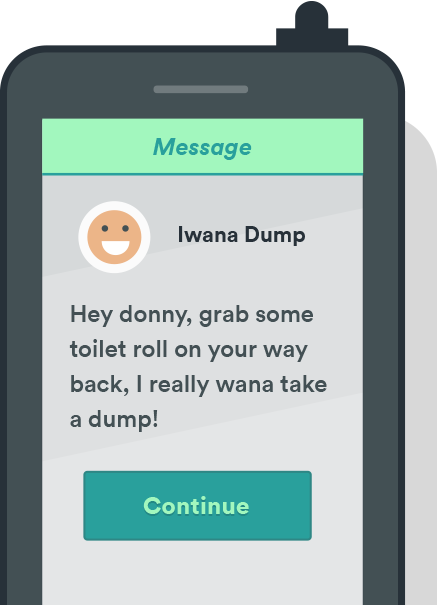 Message
Iwana Dump
Hey donny, grab some
toilet roll on your way
back, I really wana take
a dump!
Continue